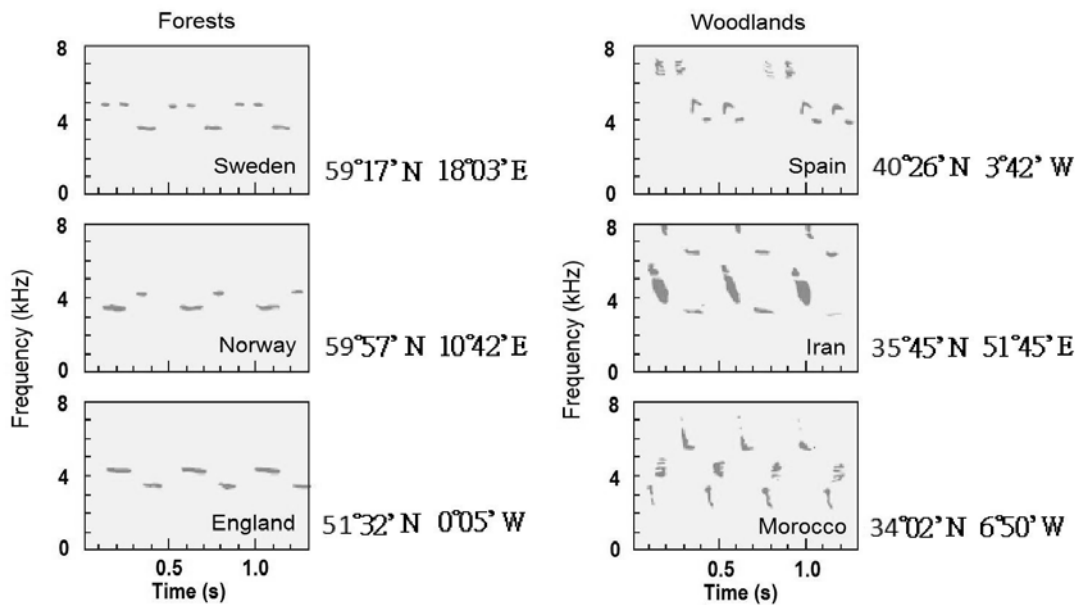 Forests
8
4
0
Sweden
59°17' N 18°03' E
8
4
0
Norway
59°57' N 10°42' E
8
4
0
England
51°32' N 0°05' W
0.5
1.0
Time (s)
Frequency (kHz)
Woodlands
8
4
0
Spain
40°26' N 3°42' W
8
4
0
Iran
35°45' N 51°45' E
8
4
0
Morocco
34°02' N 6°50' W
0.5
1.0
Time (s)
Frequency (kHz)